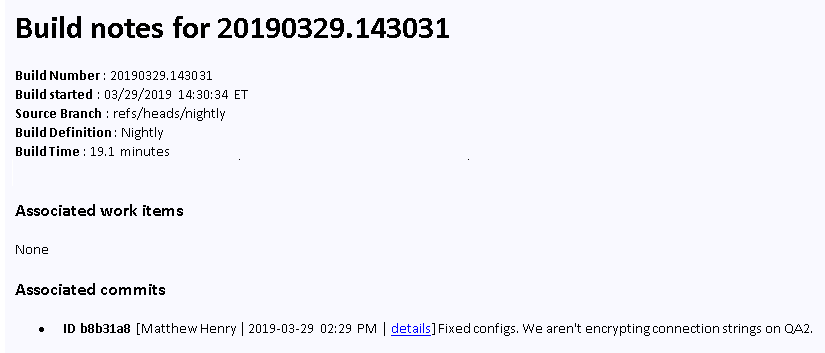 Build notes for 20190329.143031
Build Number : 20190329.143031
Build started : 03/29/2019 14:30:34 ET
Source Branch : refs/heads/nightly
Build Definition : Nightly
Build Time : 19.1 minutes
Associated work items
None
Associated commits
• ID b8b31a8 [Matthew Henry | 2019-03-29 02:29 PM | details] Fixed configs. We aren't encrypting connection strings on QA2.